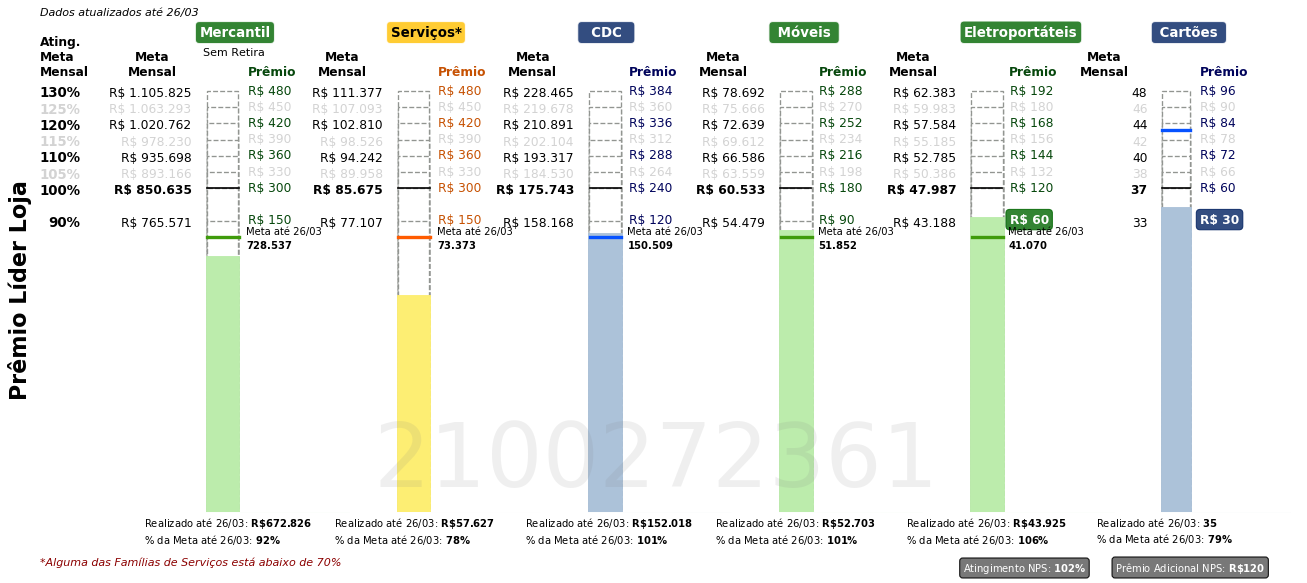 Dados atualizados até 26/03
Mercantil Serviços* CDC Móveis Eletroportáteis Cartões
Sem Retira
Ating. Meta Mensal
Meta Mensal Prêmio Meta Mensal Prêmio Meta Mensal Prêmio Meta Mensal Prêmio Meta Mensal Prêmio Meta Mensal Prêmio
130% R$ 1.105.825 R$ 480 R$ 111.377 R$ 480 R$ 228.465 R$ 384 R$ 78.692 R$ 288 R$ 62.383 R$ 192 48 R$ 96
125% R$ 1.063.293 R$ 450 R$ 107.093 R$ 450 R$ 219.678 R$ 360 R$ 75.666 R$ 270 R$ 59.983 R$ 180 46 R$ 90
120% R$ 1.020.762 R$ 420 R$ 102.810 R$ 420 R$ 210.891 R$ 336 R$ 72.639 R$ 252 R$ 57.584 R$ 168 44 R$ 84
115% R$ 978.230 R$ 390 R$ 98.526 R$ 390 R$ 202.104 R$ 312 R$ 69.612 R$ 234 R$ 55.185 R$ 156 42 R$ 78
110% R$ 935.698 R$ 360 R$ 94.242 R$ 360 R$ 193.317 R$ 288 R$ 66.586 R$ 216 R$ 52.785 R$ 144 40 R$ 72
105% R$ 893.166 R$ 330 R$ 89.958 R$ 330 R$ 184.530 R$ 264 R$ 63.559 R$ 198 R$ 50.386 R$ 132 38 R$ 66
100% R$ 850.635 R$ 300 R$ 85.675 R$ 300 R$ 175.743 R$ 240 R$ 60.533 R$ 180 R$ 47.987 R$ 120 37 R$ 60
90% R$ 765.571 R$ 150 R$ 77.107 R$ 150 R$ 158.168 R$ 120 R$ 54.479 R$ 90 R$ 43.188 R$ 60 33 R$ 30
Meta até 26/03 Meta até 26/03 Meta até 26/03 Meta até 26/03 Meta até 26/03
728.537 73.373 150.509 51.852 41.070
Prêmio Líder Loja
2100272361
Realizado até 26/03: R$672.826 Realizado até 26/03: R$57.627 Realizado até 26/03: R$152.018 Realizado até 26/03: R$52.703 Realizado até 26/03: R$43.925 Realizado até 26/03: 35
% da Meta até 26/03: 92% % da Meta até 26/03: 78% % da Meta até 26/03: 101% % da Meta até 26/03: 101% % da Meta até 26/03: 106% % da Meta até 26/03: 79%
*Alguma das Famílias de Serviços está abaixo de 70%
Atingimento NPS: 102% Prêmio Adicional NPS: R$120